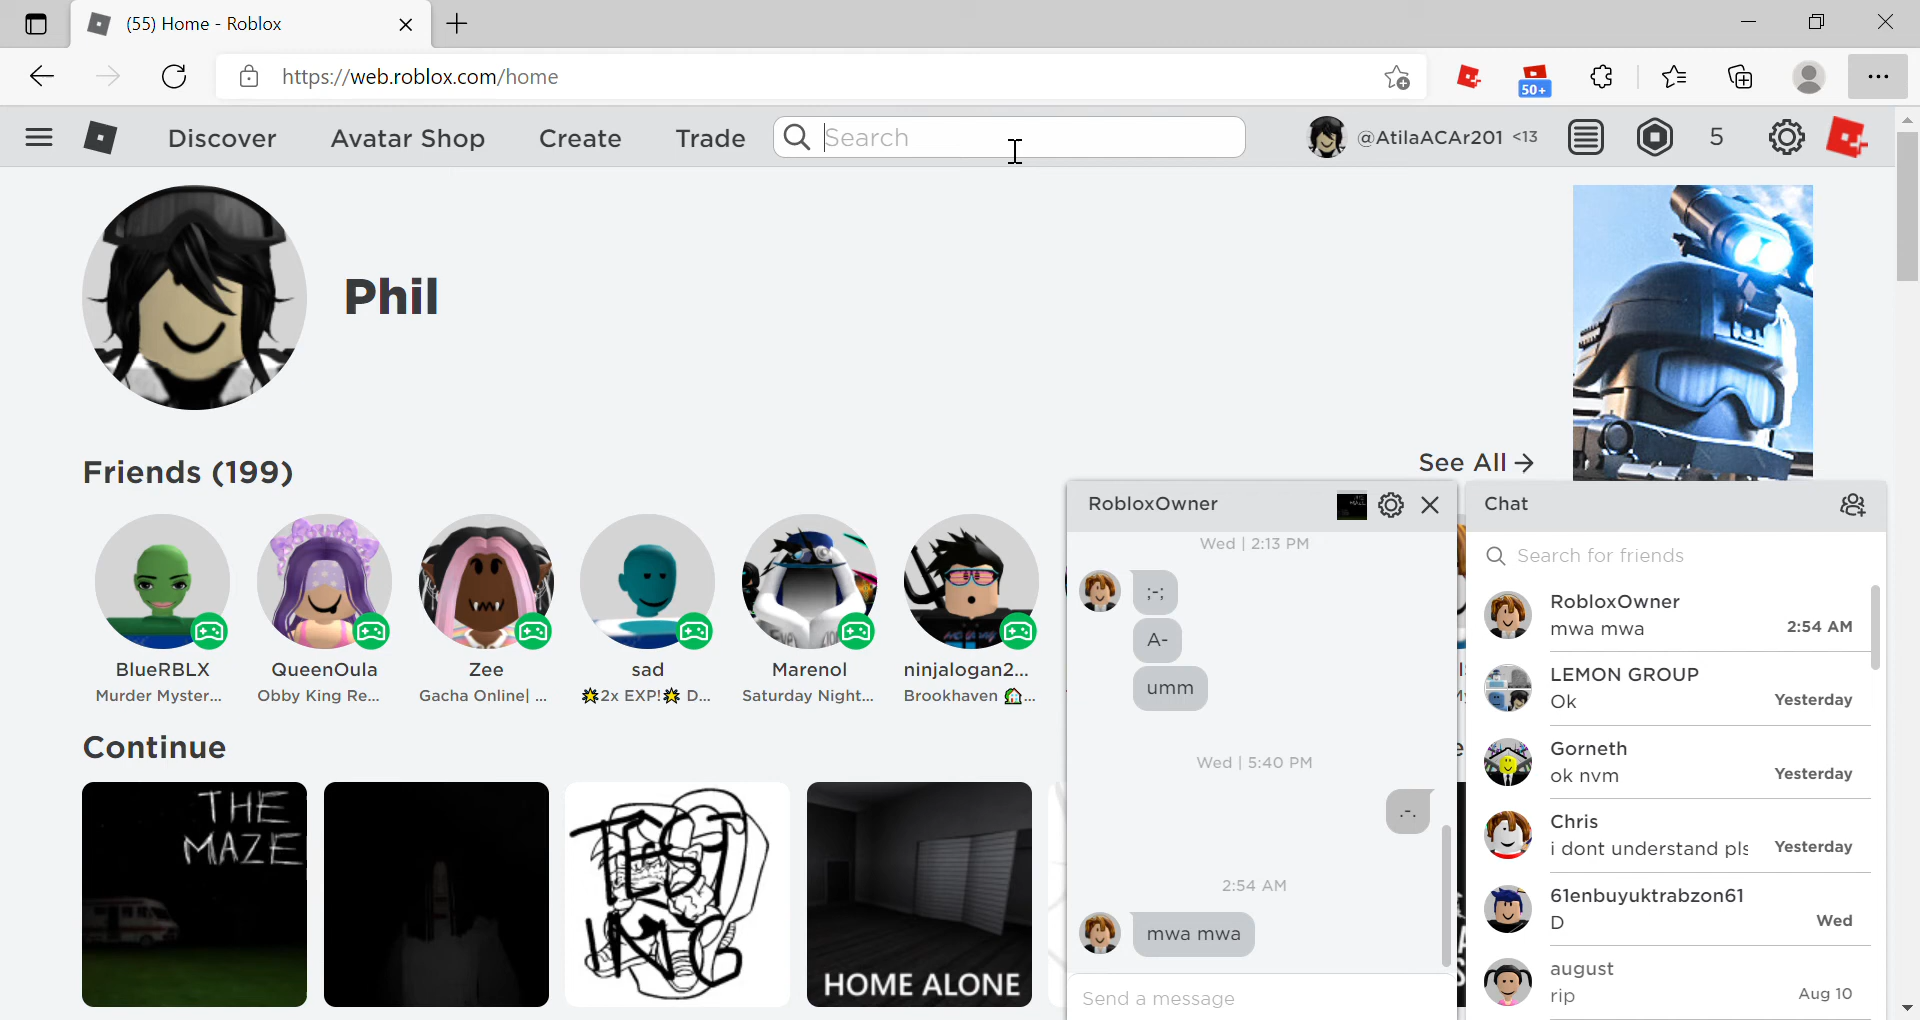 (55) Home - Roblox
https://web.roblox.com/home
50+
Discover
Avatar Shop
Create
Trade
Search
@AtilaACAr201 <13
5
Phil
Friends (199)
See All →
BlueRBLX
Murder Myster...
QueenOula
Obby King Re...
Zee
Gacha Online| ...
sad
🌟2x EXP!🌟 D...
Marenol
Saturday Night...
ninjalogan2...
Brookhaven 🏠...
Continue
THE
MAZE
TEST
ING
HOME ALONE
RobloxOwner
Wed | 2:13 PM
;-;
A-
umm
Wed | 5:40 PM
.-.
2:54 AM
mwa mwa
Send a message
Chat
Search for friends
RobloxOwner
mwa mwa
2:54 AM
LEMON GROUP
Ok
Yesterday
Gorneth
ok nvm
Yesterday
Chris
i dont understand pls
Yesterday
61enbuyuktrabzon61
D
Wed
august
rip
Aug 10